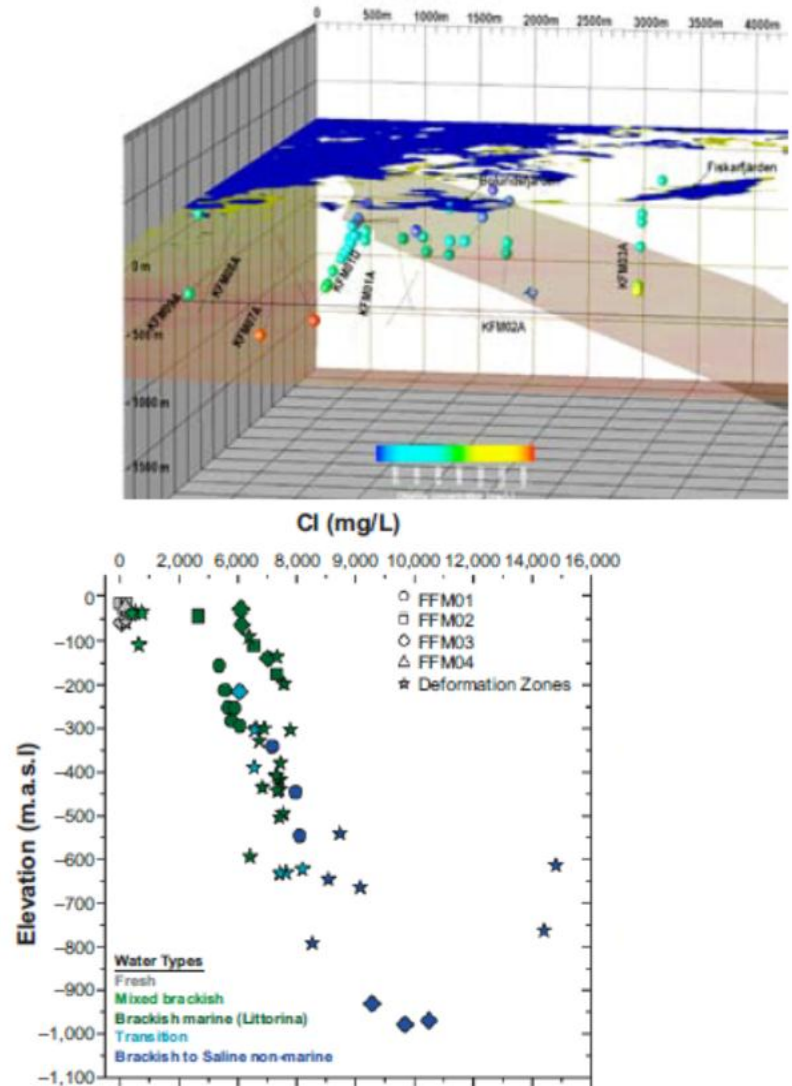 0 500m 1000m 1500m 2000m 2500m 3000m 3500m 4000m
Bolundsfjärden
Fiskarfjärden
0 m
KFM01D
KFM01A
KFM03A
KFM07A
KFM02A
-500 m
-1000 m
-1500 m
Cl (mg/L)
0 2,000 6,000 8,000 9,000 10,000 12,000 14,000 16,000
0
–100
–200
–300
–400
–500
–600
–700
–800
–900
–1,000
–1,100
Elevation (m.a.s.l)
FFM01
FFM02
FFM03
FFM04
Deformation Zones
Water Types
Fresh
Mixed brackish
Brackish marine (Littorina)
Transition
Brackish to Saline non-marine